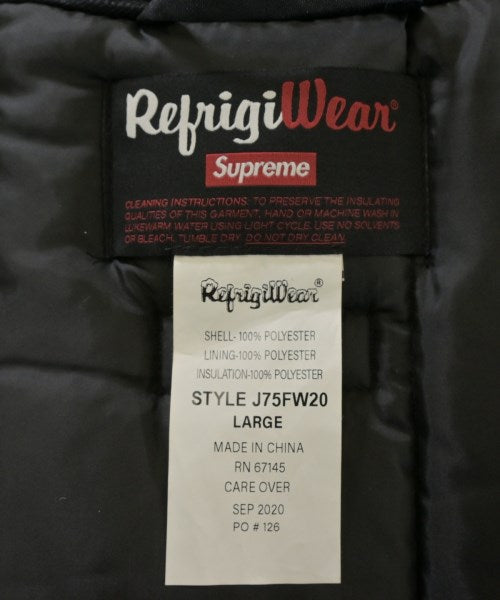 RefrigiWear®
Supreme
CLEANING INSTRUCTIONS: TO PRESERVE THE INSULATING
QUALITES OF THIS GARMENT, HAND OR MACHINE WASH IN
LUKEWARM WATER USING LIGHT CYCLE. USE NO SOLVENTS
OR BLEACH. TUMBLE DRY. DO NOT DRY CLEAN.
RefrigiWear®
SHELL- 100% POLYESTER
LINING-100% POLYESTER
INSULATION-100% POLYESTER
STYLE J75FW20
LARGE
MADE IN CHINA
RN 67145
CARE OVER
SEP 2020
PO # 126